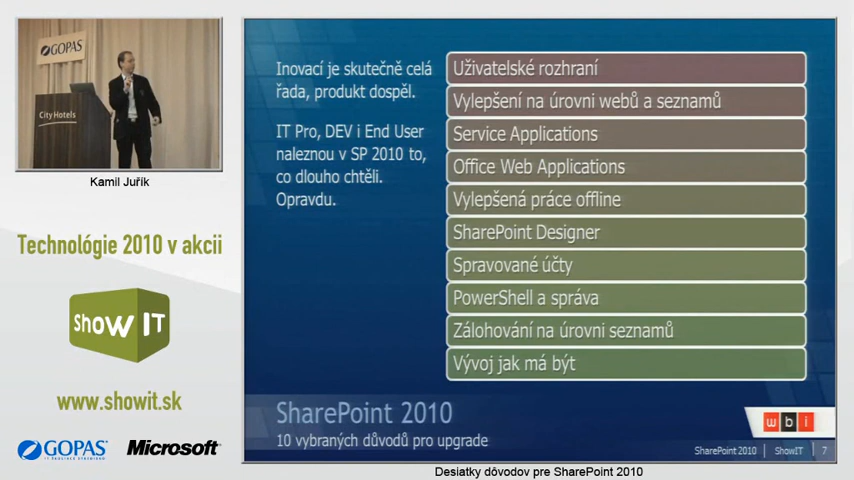 GOPAS
City Hotels
Kamil Juřík
Technológie 2010 v akcii
ShoW IT
www.showit.sk
GOPAS
Microsoft
Inovací je skutečně celá
řada, produkt dospěl.
IT Pro, DEV i End User
naleznou v SP 2010 to,
co dlouho chtěli.
Opravdu.
Uživatelské rozhraní
Vylepšení na úrovni webů a seznamů
Service Applications
Office Web Applications
Vylepšená práce offline
SharePoint Designer
Spravované účty
PowerShell a správa
Zálohování na úrovni seznamů
Vývoj jak má být
SharePoint 2010
10 vybraných důvodů pro upgrade
wbi
SharePoint 2010 | ShowIT | 7
Desiatky dôvodov pre SharePoint 2010